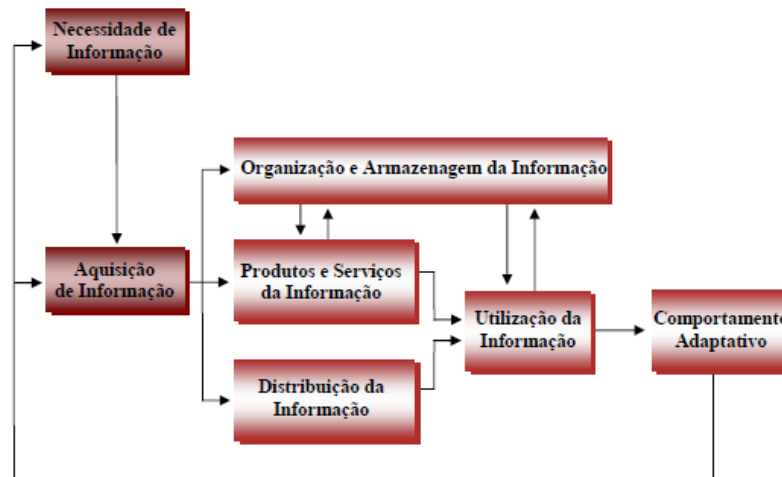 Necessidade de
Informação
Organização e Armazenagem da Informação
Aquisição
de Informação
Produtos e Serviços
da Informação
Utilização da
Informação
Comportamento
Adaptativo
Distribuição da
Informação